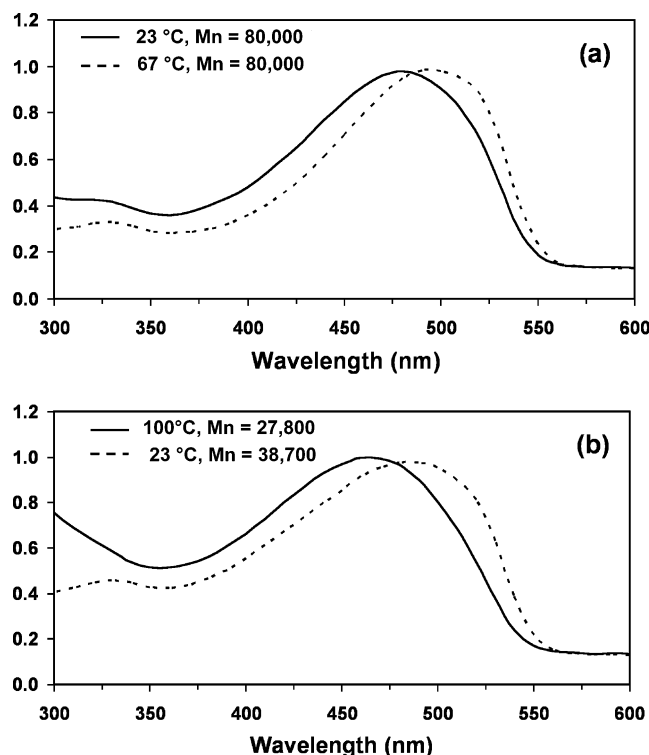 1.2
23 °C, Mn = 80,000
(a)
67 °C, Mn = 80,000
1.0
0.8
0.6
0.4
0.2
0.0
300 350 400 450 500 550 600
Wavelength (nm)
1.2
100°C, Mn = 27,800
(b)
23 °C, Mn = 38,700
1.0
0.8
0.6
0.4
0.2
0.0
300 350 400 450 500 550 600
Wavelength (nm)